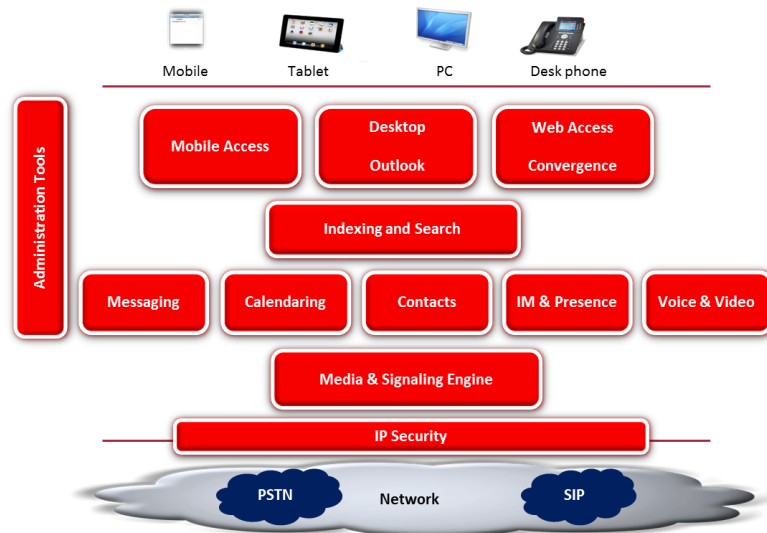 Mobile
Tablet
PC
Desk phone
Administration Tools
Mobile Access
Desktop
Outlook
Web Access
Convergence
Indexing and Search
Messaging
Calendaring
Contacts
IM & Presence
Voice & Video
Media & Signaling Engine
IP Security
PSTN
Network
SIP